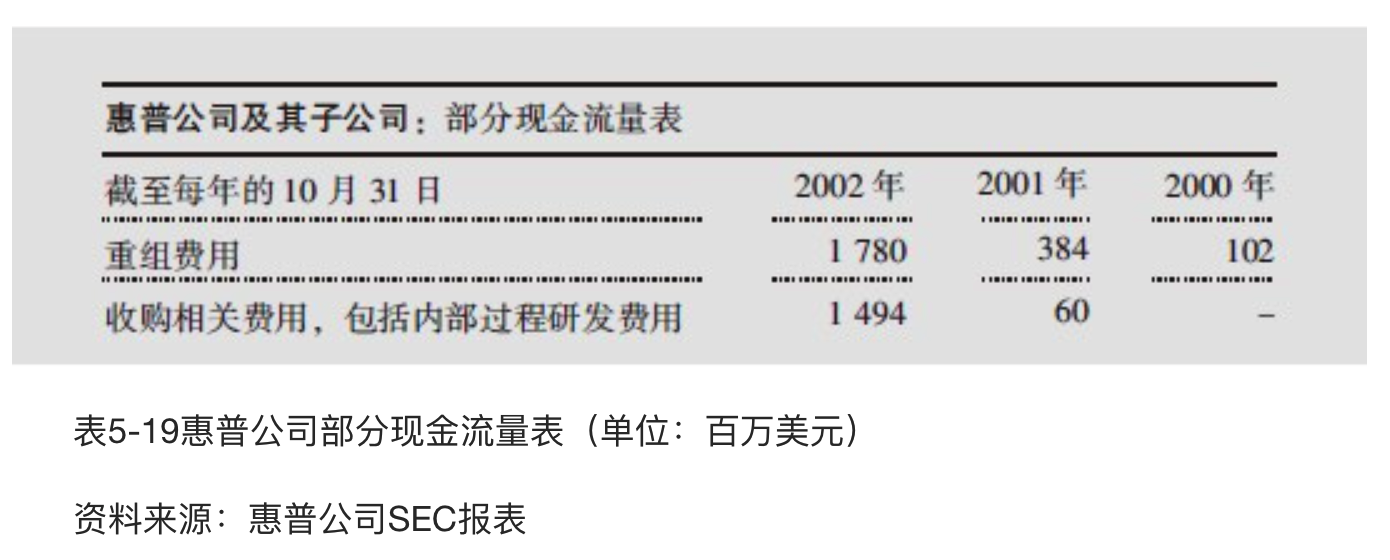 惠普公司及其子公司：部分现金流量表
截至每年的 10 月 31 日 2002 年 2001 年 2000 年
重组费用 1 780 384 102
收购相关费用，包括内部过程研发费用 1 494 60 –
表5-19惠普公司部分现金流量表（单位：百万美元）
资料来源：惠普公司SEC报表